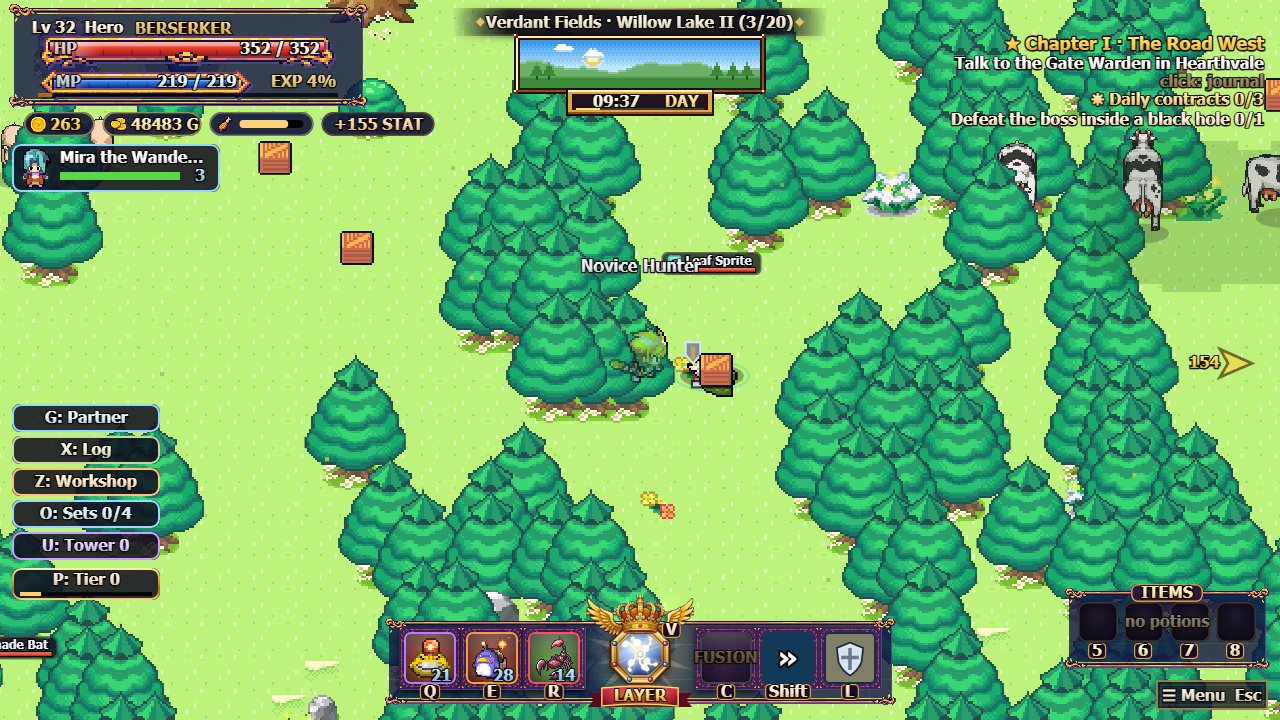 Lv 32 Hero BERSERKER
HP 352 / 352
MP 219 / 219 EXP 4%
263 48483 G +155 STAT
Mira the Wande...
3
Verdant Fields · Willow Lake II (3/20)
09:37 DAY
★ Chapter I · The Road West
Talk to the Gate Warden in Hearthvale
click: journal
Daily contracts 0/3
Defeat the boss inside a black hole 0/1
Novice Hunter
Leaf Sprite
154
G: Partner
X: Log
Z: Workshop
O: Sets 0/4
U: Tower 0
P: Tier 0
ade Bat
21 28 14 V FUSION
Q E R LAYER C Shift L
ITEMS
no potions
5 6 7 8
Menu Esc